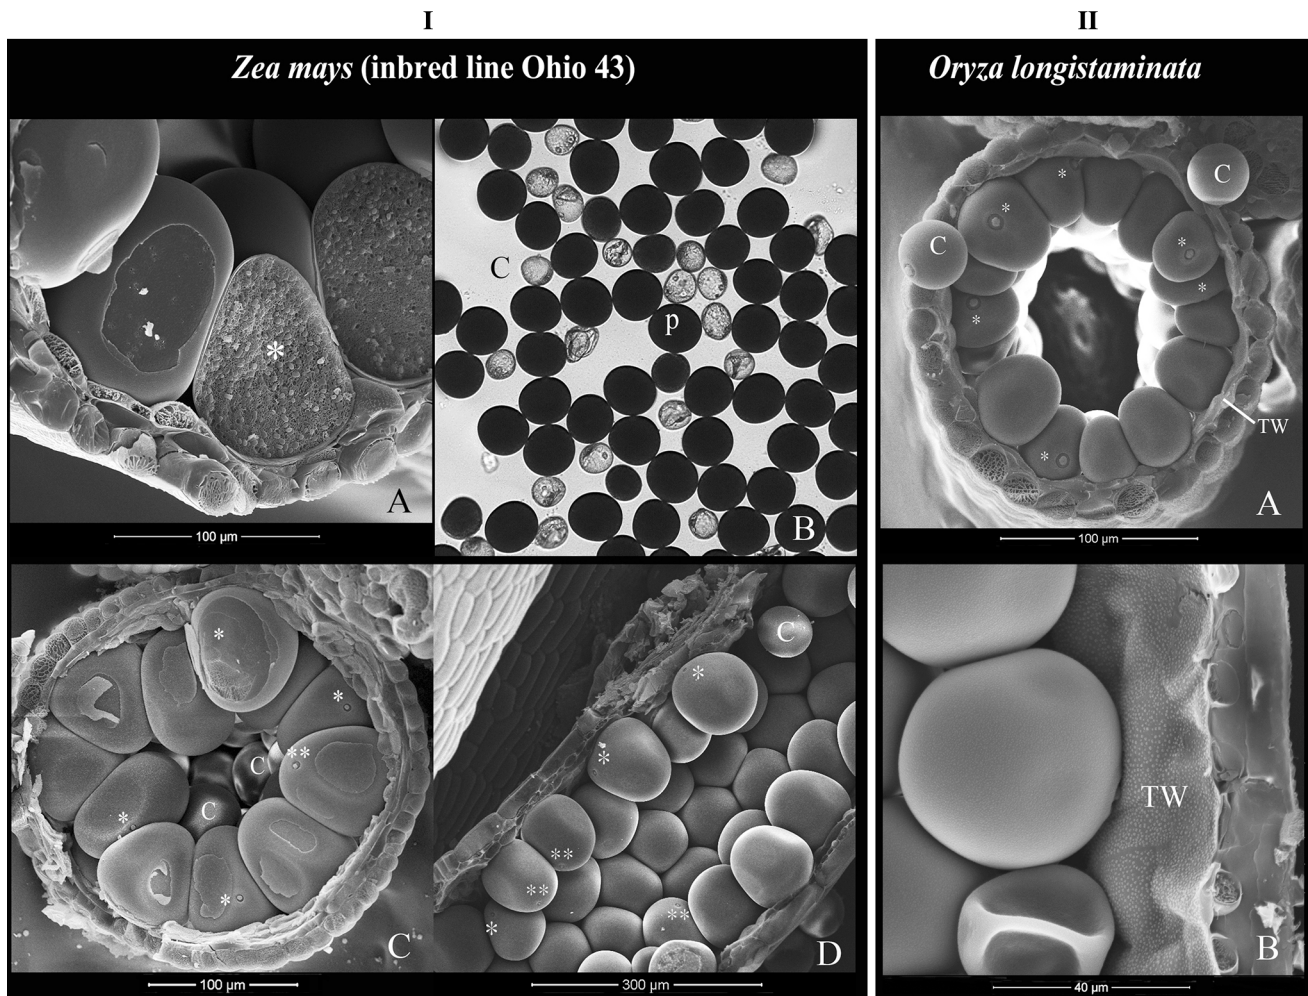 I
II
Zea mays (inbred line Ohio 43)
Oryza longistaminata
*
A
100 µm
C
p
B
*
C
*
*
C
*
*
*
TW
*
A
100 µm
*
*
**
C
C
*
*
C
100 µm
C
*
*
**
**
**
*
D
300 µm
TW
B
40 µm